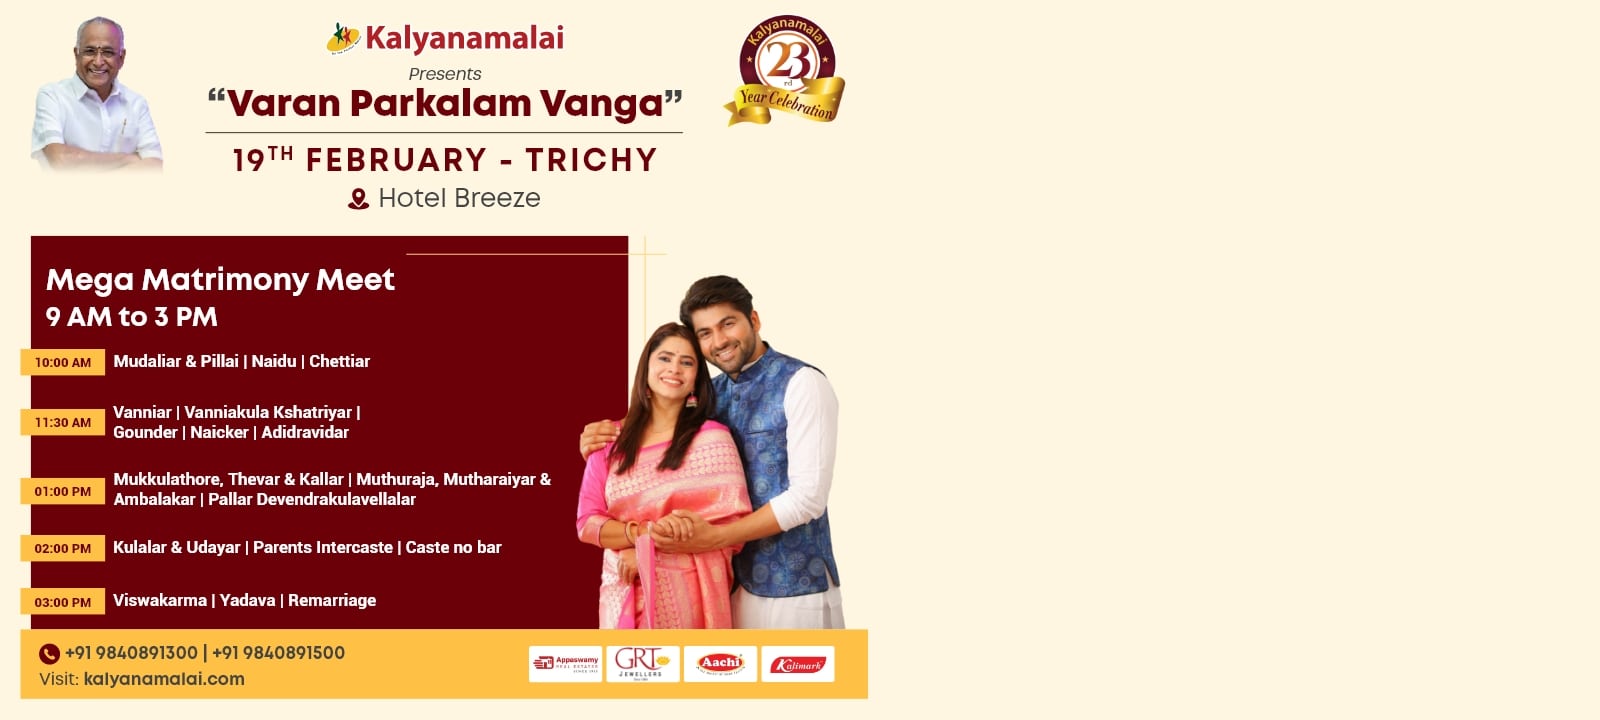 Kalyanamalai
Presents
“Varan Parkalam Vanga”
19TH FEBRUARY - TRICHY
Hotel Breeze
Kalyanamalai
23rd
Year Celebration
Mega Matrimony Meet
9 AM to 3 PM
10:00 AM Mudaliar & Pillai | Naidu | Chettiar
11:30 AM Vanniar | Vanniakula Kshatriyar |
Gounder | Naicker | Adidravidar
01:00 PM Mukkulathore, Thevar & Kallar | Muthuraja, Mutharaiyar &
Ambalakar | Pallar Devendrakulavellalar
02:00 PM Kulalar & Udayar | Parents Intercaste | Caste no bar
03:00 PM Viswakarma | Yadava | Remarriage
+91 9840891300 | +91 9840891500
Visit: kalyanamalai.com
Appaswamy
REAL ESTATES
GRT
JEWELLERS
Aachi
Kalimark